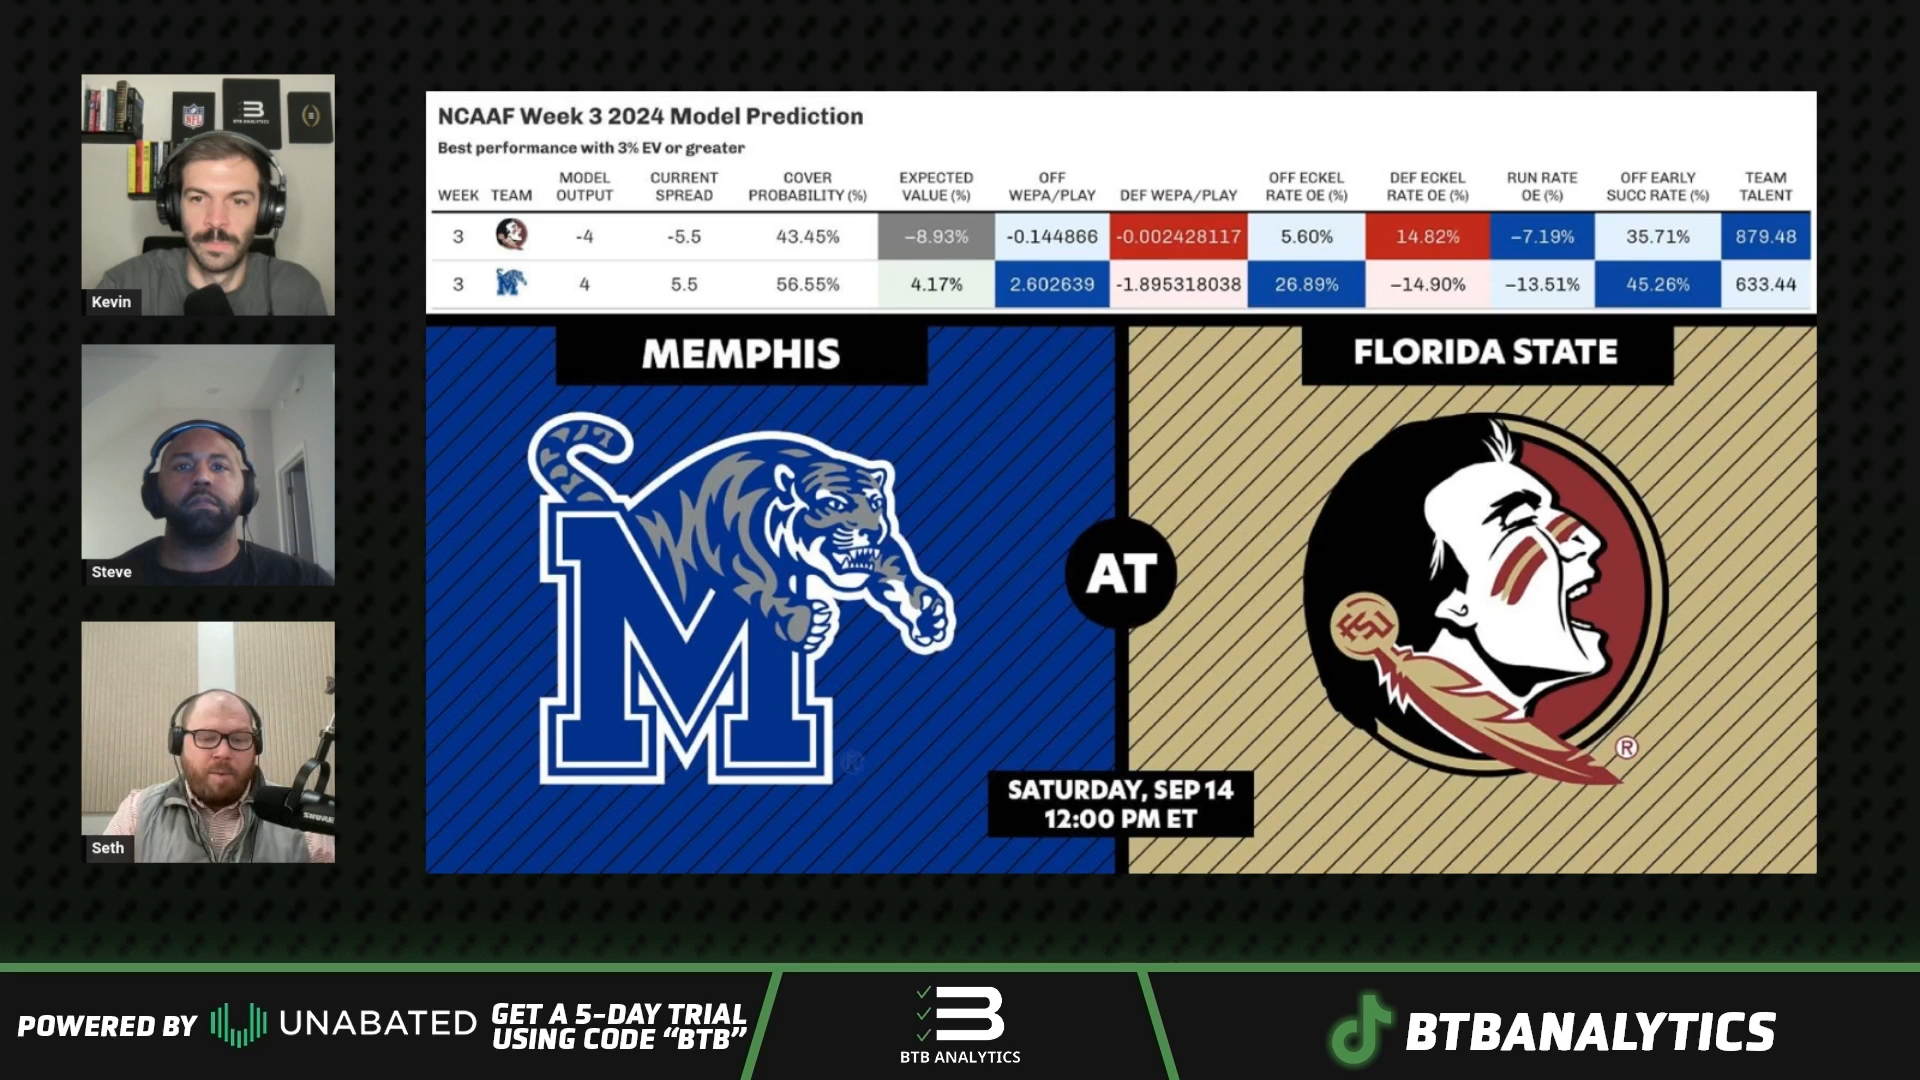 NCAAF Week 3 2024 Model Prediction
Best performance with 3% EV or greater
WEEK TEAM MODEL OUTPUT CURRENT SPREAD COVER PROBABILITY (%) EXPECTED VALUE (%) OFF WEPA/PLAY DEF WEPA/PLAY OFF ECKEL RATE OE (%) DEF ECKEL RATE OE (%) RUN RATE OE (%) OFF EARLY SUCC RATE (%) TEAM TALENT
3 -4 -5.5 43.45% −8.93% -0.144866 -0.002428117 5.60% 14.82% −7.19% 35.71% 879.48
3 4 5.5 56.55% 4.17% 2.602639 -1.895318038 26.89% −14.90% −13.51% 45.26% 633.44
MEMPHIS
FLORIDA STATE
M
AT
FSU
®
SATURDAY, SEP 14
12:00 PM ET
NFL
B
BTB ANALYTICS
Kevin
Steve
SHURE
Seth
POWERED BY UNABATED
GET A 5-DAY TRIAL
USING CODE “BTB”
B
BTB ANALYTICS
BTBANALYTICS